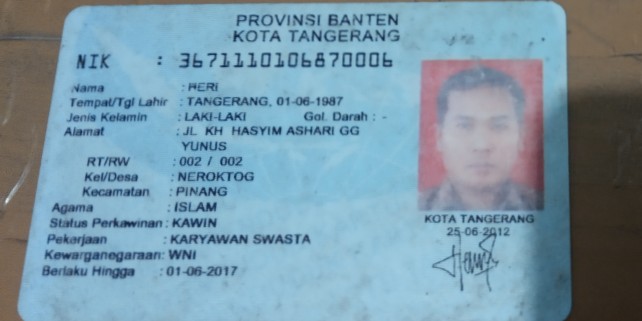 PROVINSI BANTEN
KOTA TANGERANG
NIK : 3671110106870006
Nama : HERI
Tempat/Tgl Lahir : TANGERANG, 01-06-1987
Jenis Kelamin : LAKI-LAKI Gol. Darah : -
Alamat : JL KH HASYIM ASHARI GG
YUNUS
RT/RW : 002 / 002
Kel/Desa : NEROKTOG
Kecamatan : PINANG
Agama : ISLAM
Status Perkawinan : KAWIN
Pekerjaan : KARYAWAN SWASTA
Kewarganegaraan: WNI
Berlaku Hingga : 01-06-2017
KOTA TANGERANG
25-06-2012